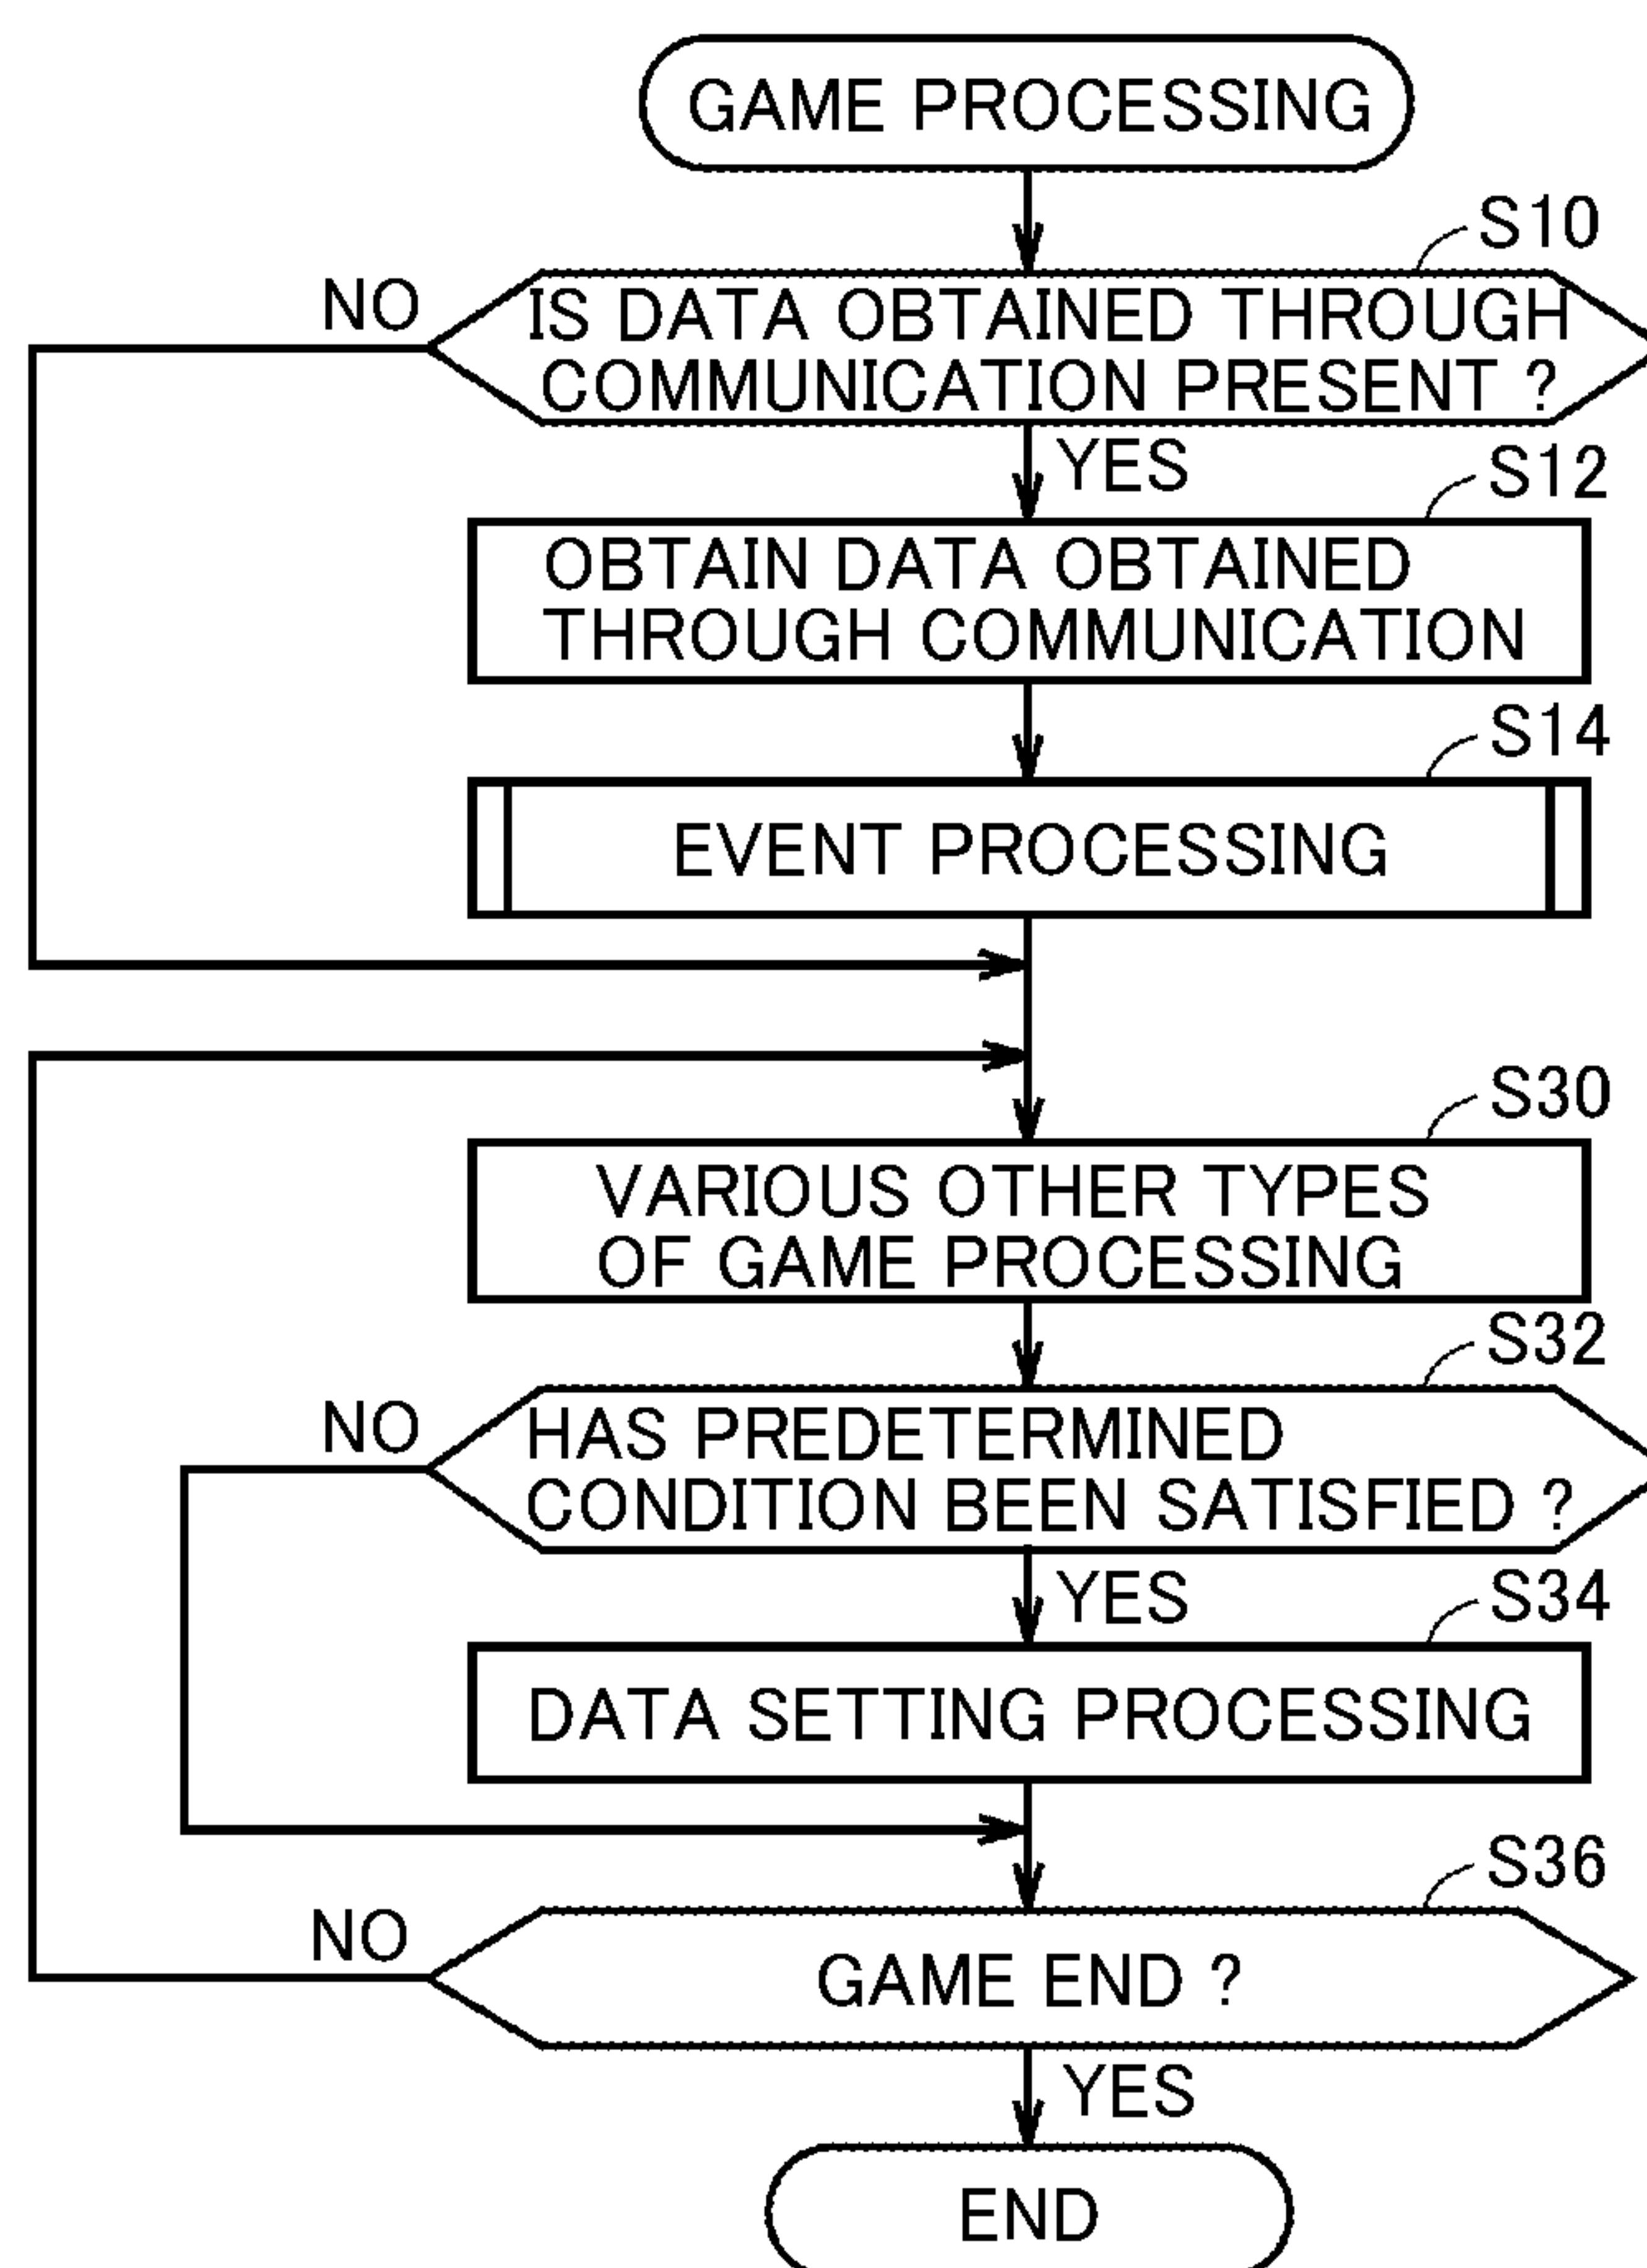 GAME PROCESSING
S10
NO
IS DATA OBTAINED THROUGH
COMMUNICATION PRESENT ?
YES
S12
OBTAIN DATA OBTAINED
THROUGH COMMUNICATION
S14
EVENT PROCESSING
S30
VARIOUS OTHER TYPES
OF GAME PROCESSING
S32
NO
HAS PREDETERMINED
CONDITION BEEN SATISFIED ?
YES
S34
DATA SETTING PROCESSING
S36
NO
GAME END ?
YES
END